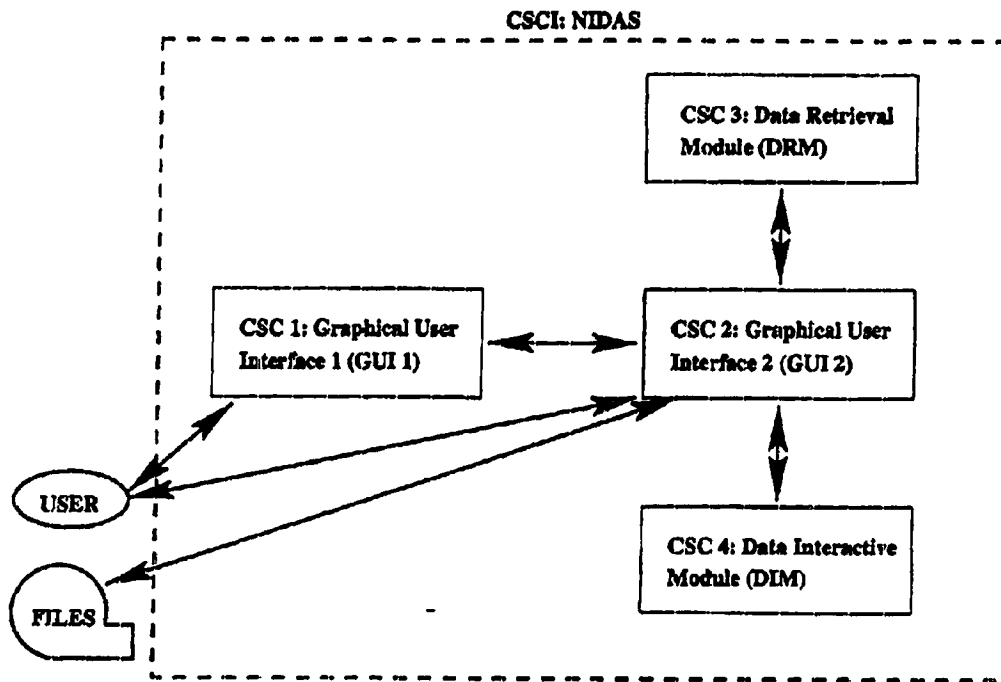 CSCI: NIDAS
CSC 3: Data Retrieval
Module (DRM)
CSC 1: Graphical User
Interface 1 (GUI 1)
CSC 2: Graphical User
Interface 2 (GUI 2)
USER
CSC 4: Data Interactive
Module (DIM)
FILES